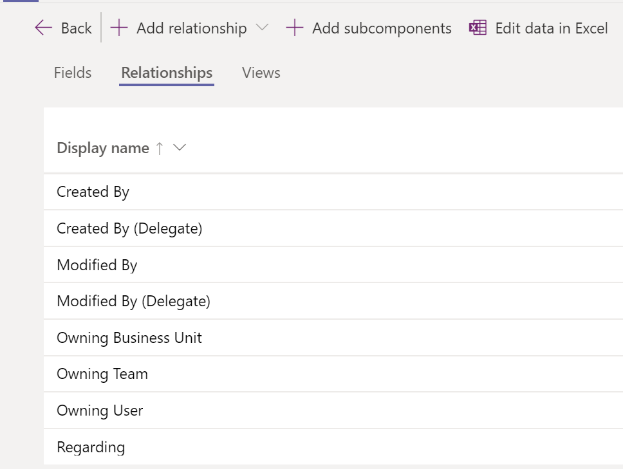 Back Add relationship Add subcomponents Edit data in Excel
Fields Relationships Views
Display name
Created By
Created By (Delegate)
Modified By
Modified By (Delegate)
Owning Business Unit
Owning Team
Owning User
Regarding